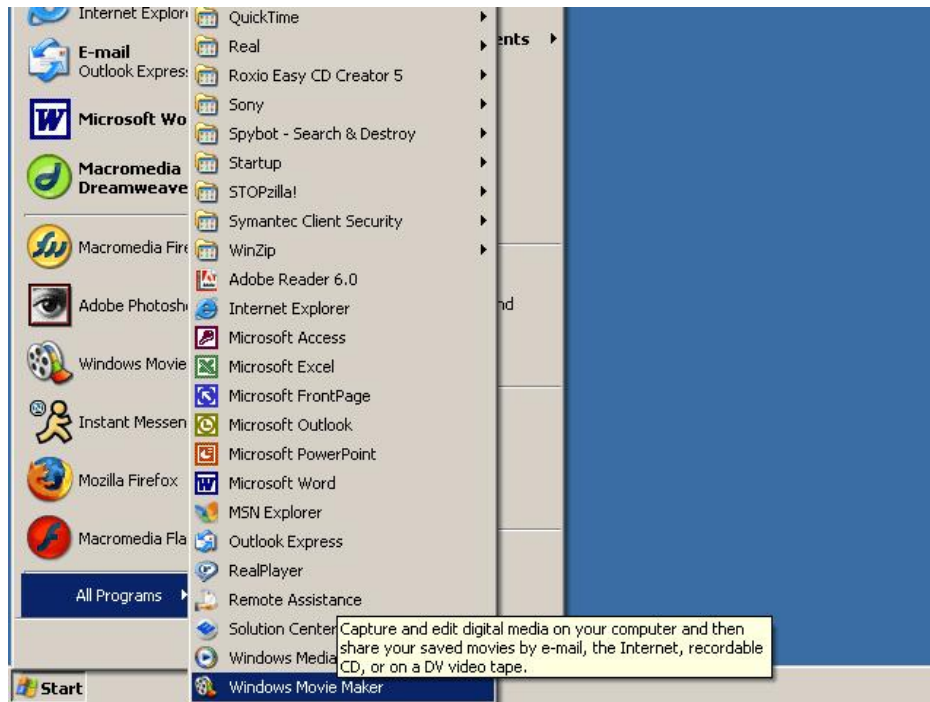 Internet Explor
E-mail
Outlook Expres
Microsoft Wo
Macromedia
Dreamweave
Macromedia Fire
Adobe Photosh
Windows Movie
Instant Messen
Mozilla Firefox
Macromedia Fla
All Programs
Start
QuickTime
Real
Roxio Easy CD Creator 5
Sony
Spybot - Search & Destroy
Startup
STOPzilla!
Symantec Client Security
WinZip
Adobe Reader 6.0
Internet Explorer
Microsoft Access
Microsoft Excel
Microsoft FrontPage
Microsoft Outlook
Microsoft PowerPoint
Microsoft Word
MSN Explorer
Outlook Express
RealPlayer
Remote Assistance
Solution Center
Windows Media
Windows Movie Maker
Capture and edit digital media on your computer and then
share your saved movies by e-mail, the Internet, recordable
CD, or on a DV video tape.
ents
nd